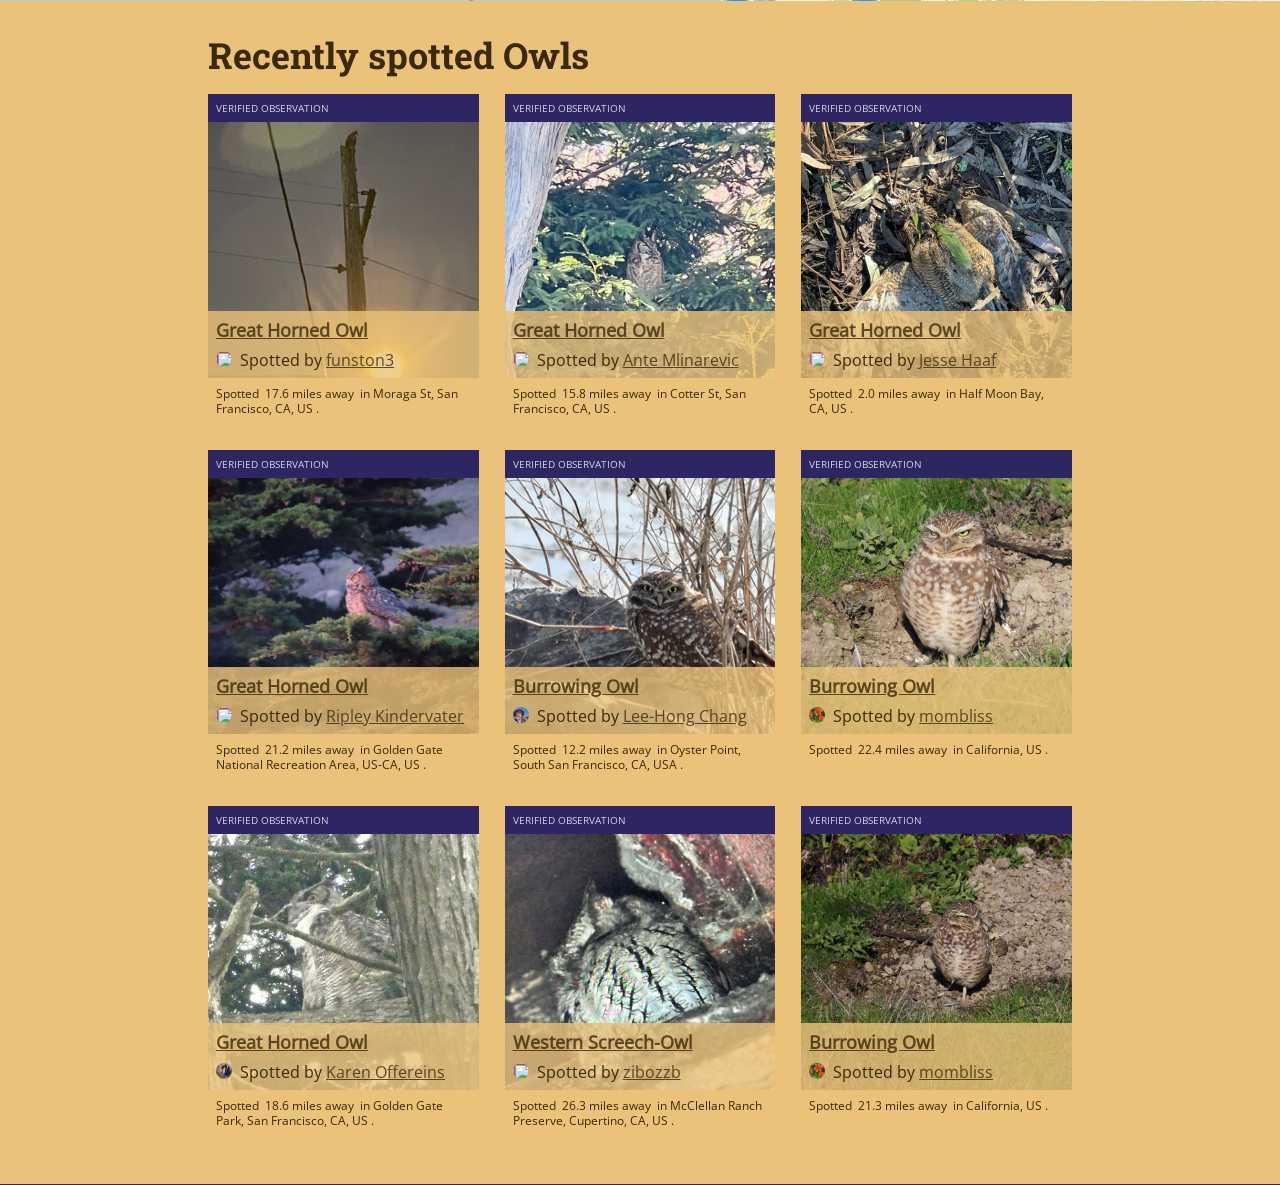 Recently spotted Owls
VERIFIED OBSERVATION
Great Horned Owl
Spotted by funston3
Spotted 17.6 miles away in Moraga St, San
Francisco, CA, US .
VERIFIED OBSERVATION
Great Horned Owl
Spotted by Ante Mlinarevic
Spotted 15.8 miles away in Cotter St, San
Francisco, CA, US .
VERIFIED OBSERVATION
Great Horned Owl
Spotted by Jesse Haaf
Spotted 2.0 miles away in Half Moon Bay,
CA, US .
VERIFIED OBSERVATION
Great Horned Owl
Spotted by Ripley Kindervater
Spotted 21.2 miles away in Golden Gate
National Recreation Area, US-CA, US .
VERIFIED OBSERVATION
Burrowing Owl
Spotted by Lee-Hong Chang
Spotted 12.2 miles away in Oyster Point,
South San Francisco, CA, USA .
VERIFIED OBSERVATION
Burrowing Owl
Spotted by mombliss
Spotted 22.4 miles away in California, US .
VERIFIED OBSERVATION
Great Horned Owl
Spotted by Karen Offereins
Spotted 18.6 miles away in Golden Gate
Park, San Francisco, CA, US .
VERIFIED OBSERVATION
Western Screech-Owl
Spotted by zibozzb
Spotted 26.3 miles away in McClellan Ranch
Preserve, Cupertino, CA, US .
VERIFIED OBSERVATION
Burrowing Owl
Spotted by mombliss
Spotted 21.3 miles away in California, US .